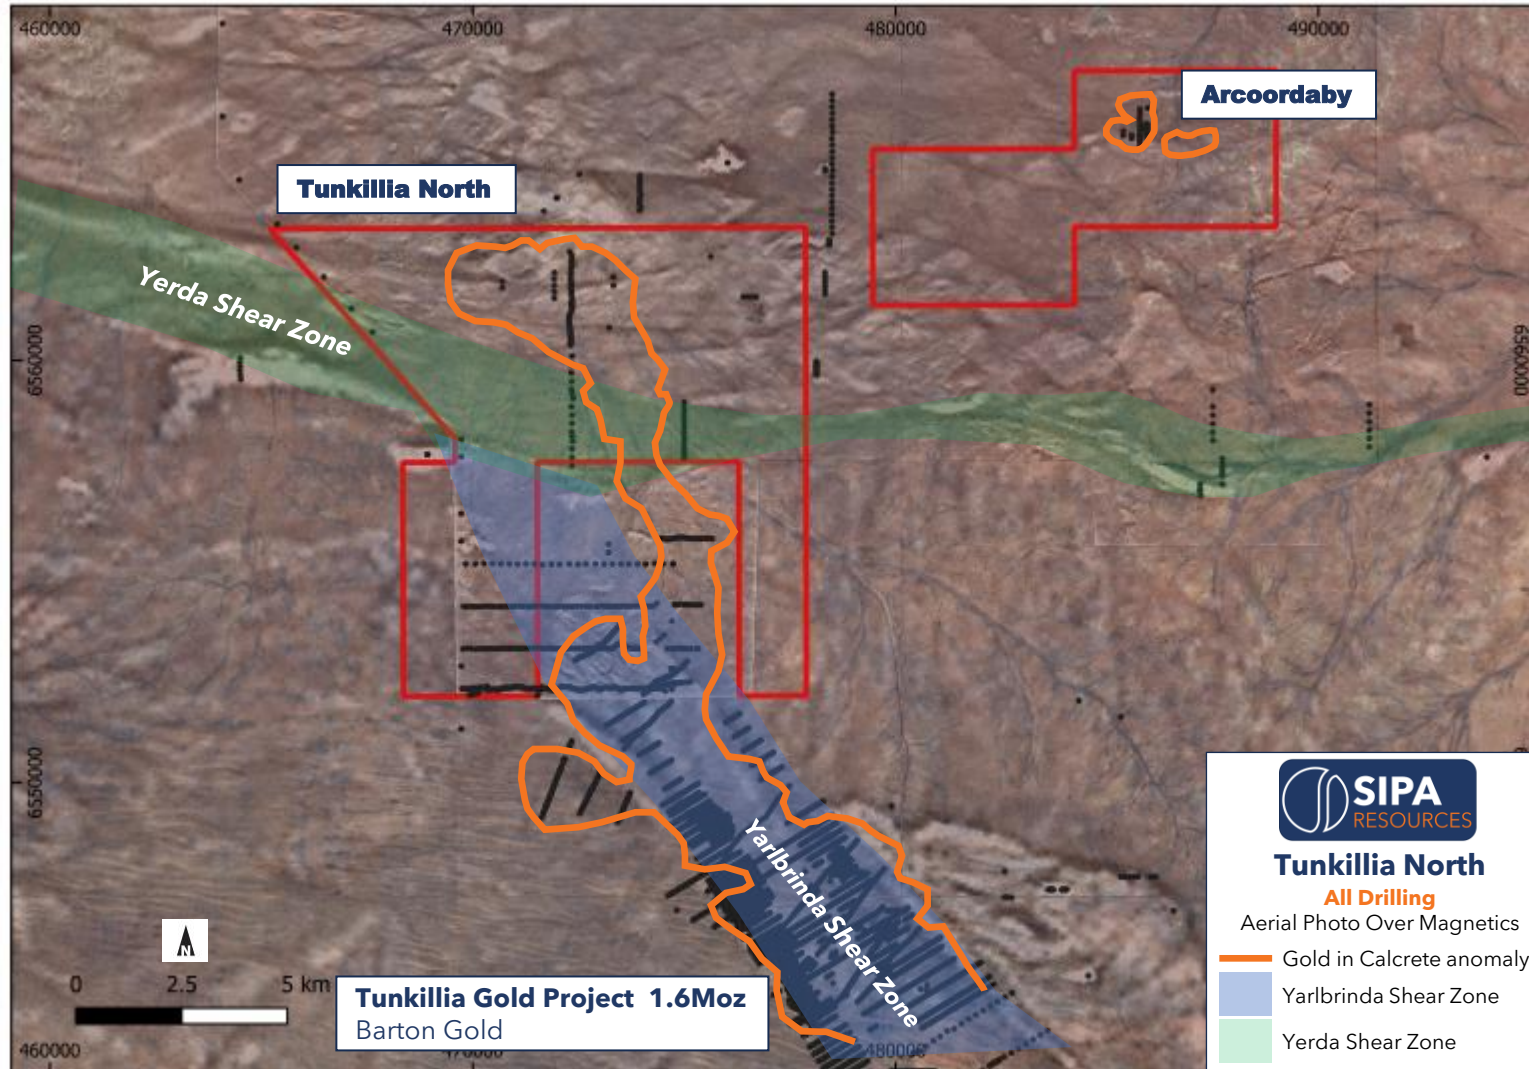 460000
470000
480000
490000
Arcoordaby
Tunkillia North
Yerda Shear Zone
6560000
6560000
6550000
Yarlbrinda Shear Zone
SIPA
RESOURCES
Tunkillia North
All Drilling
Aerial Photo Over Magnetics
Gold in Calcrete anomaly
Yarlbrinda Shear Zone
Yerda Shear Zone
N
0 2.5 5 km
Tunkillia Gold Project 1.6Moz
Barton Gold
460000
470000
480000